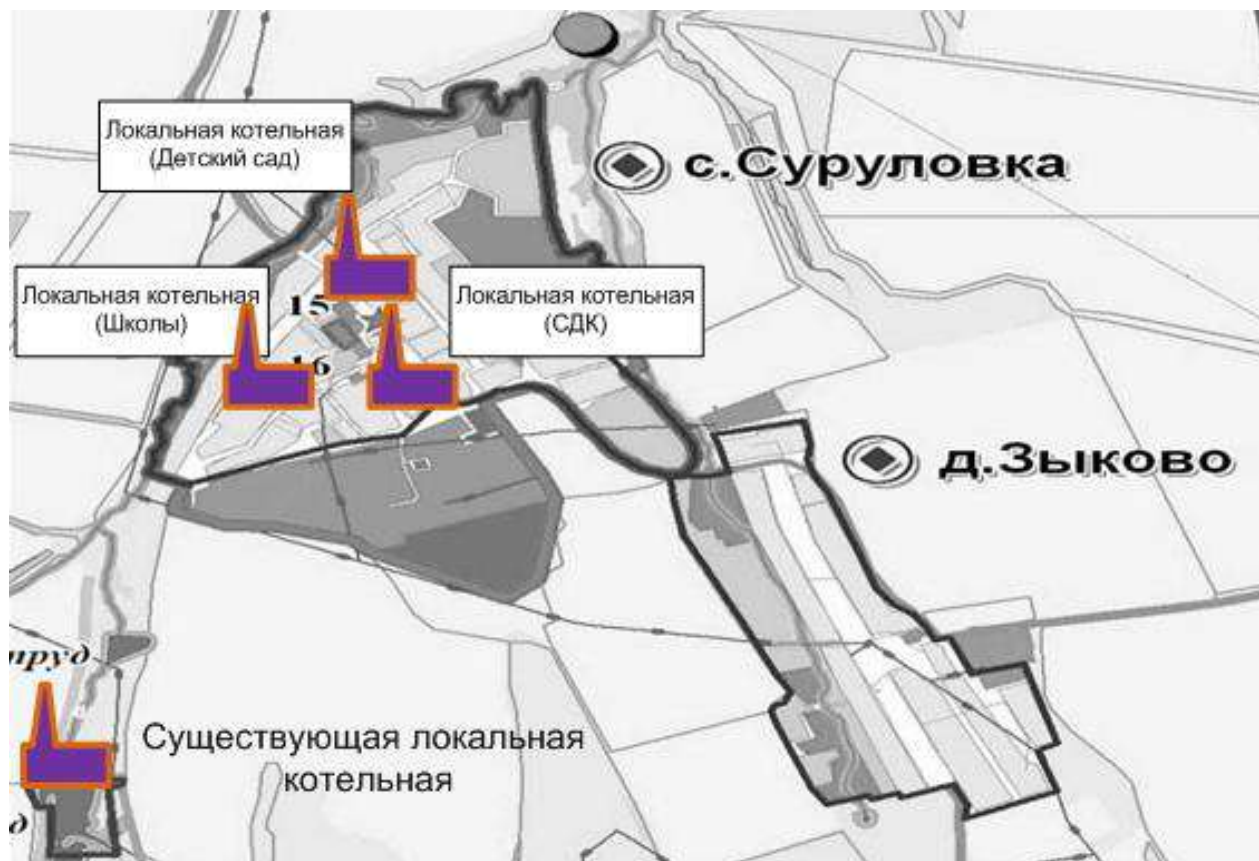 Локальная котельная
(Детский сад)
с.Суруловка
Локальная котельная
(Школы)
15
Локальная котельная
(СДК)
16
д.Зыково
пруд
Существующая локальная
котельная